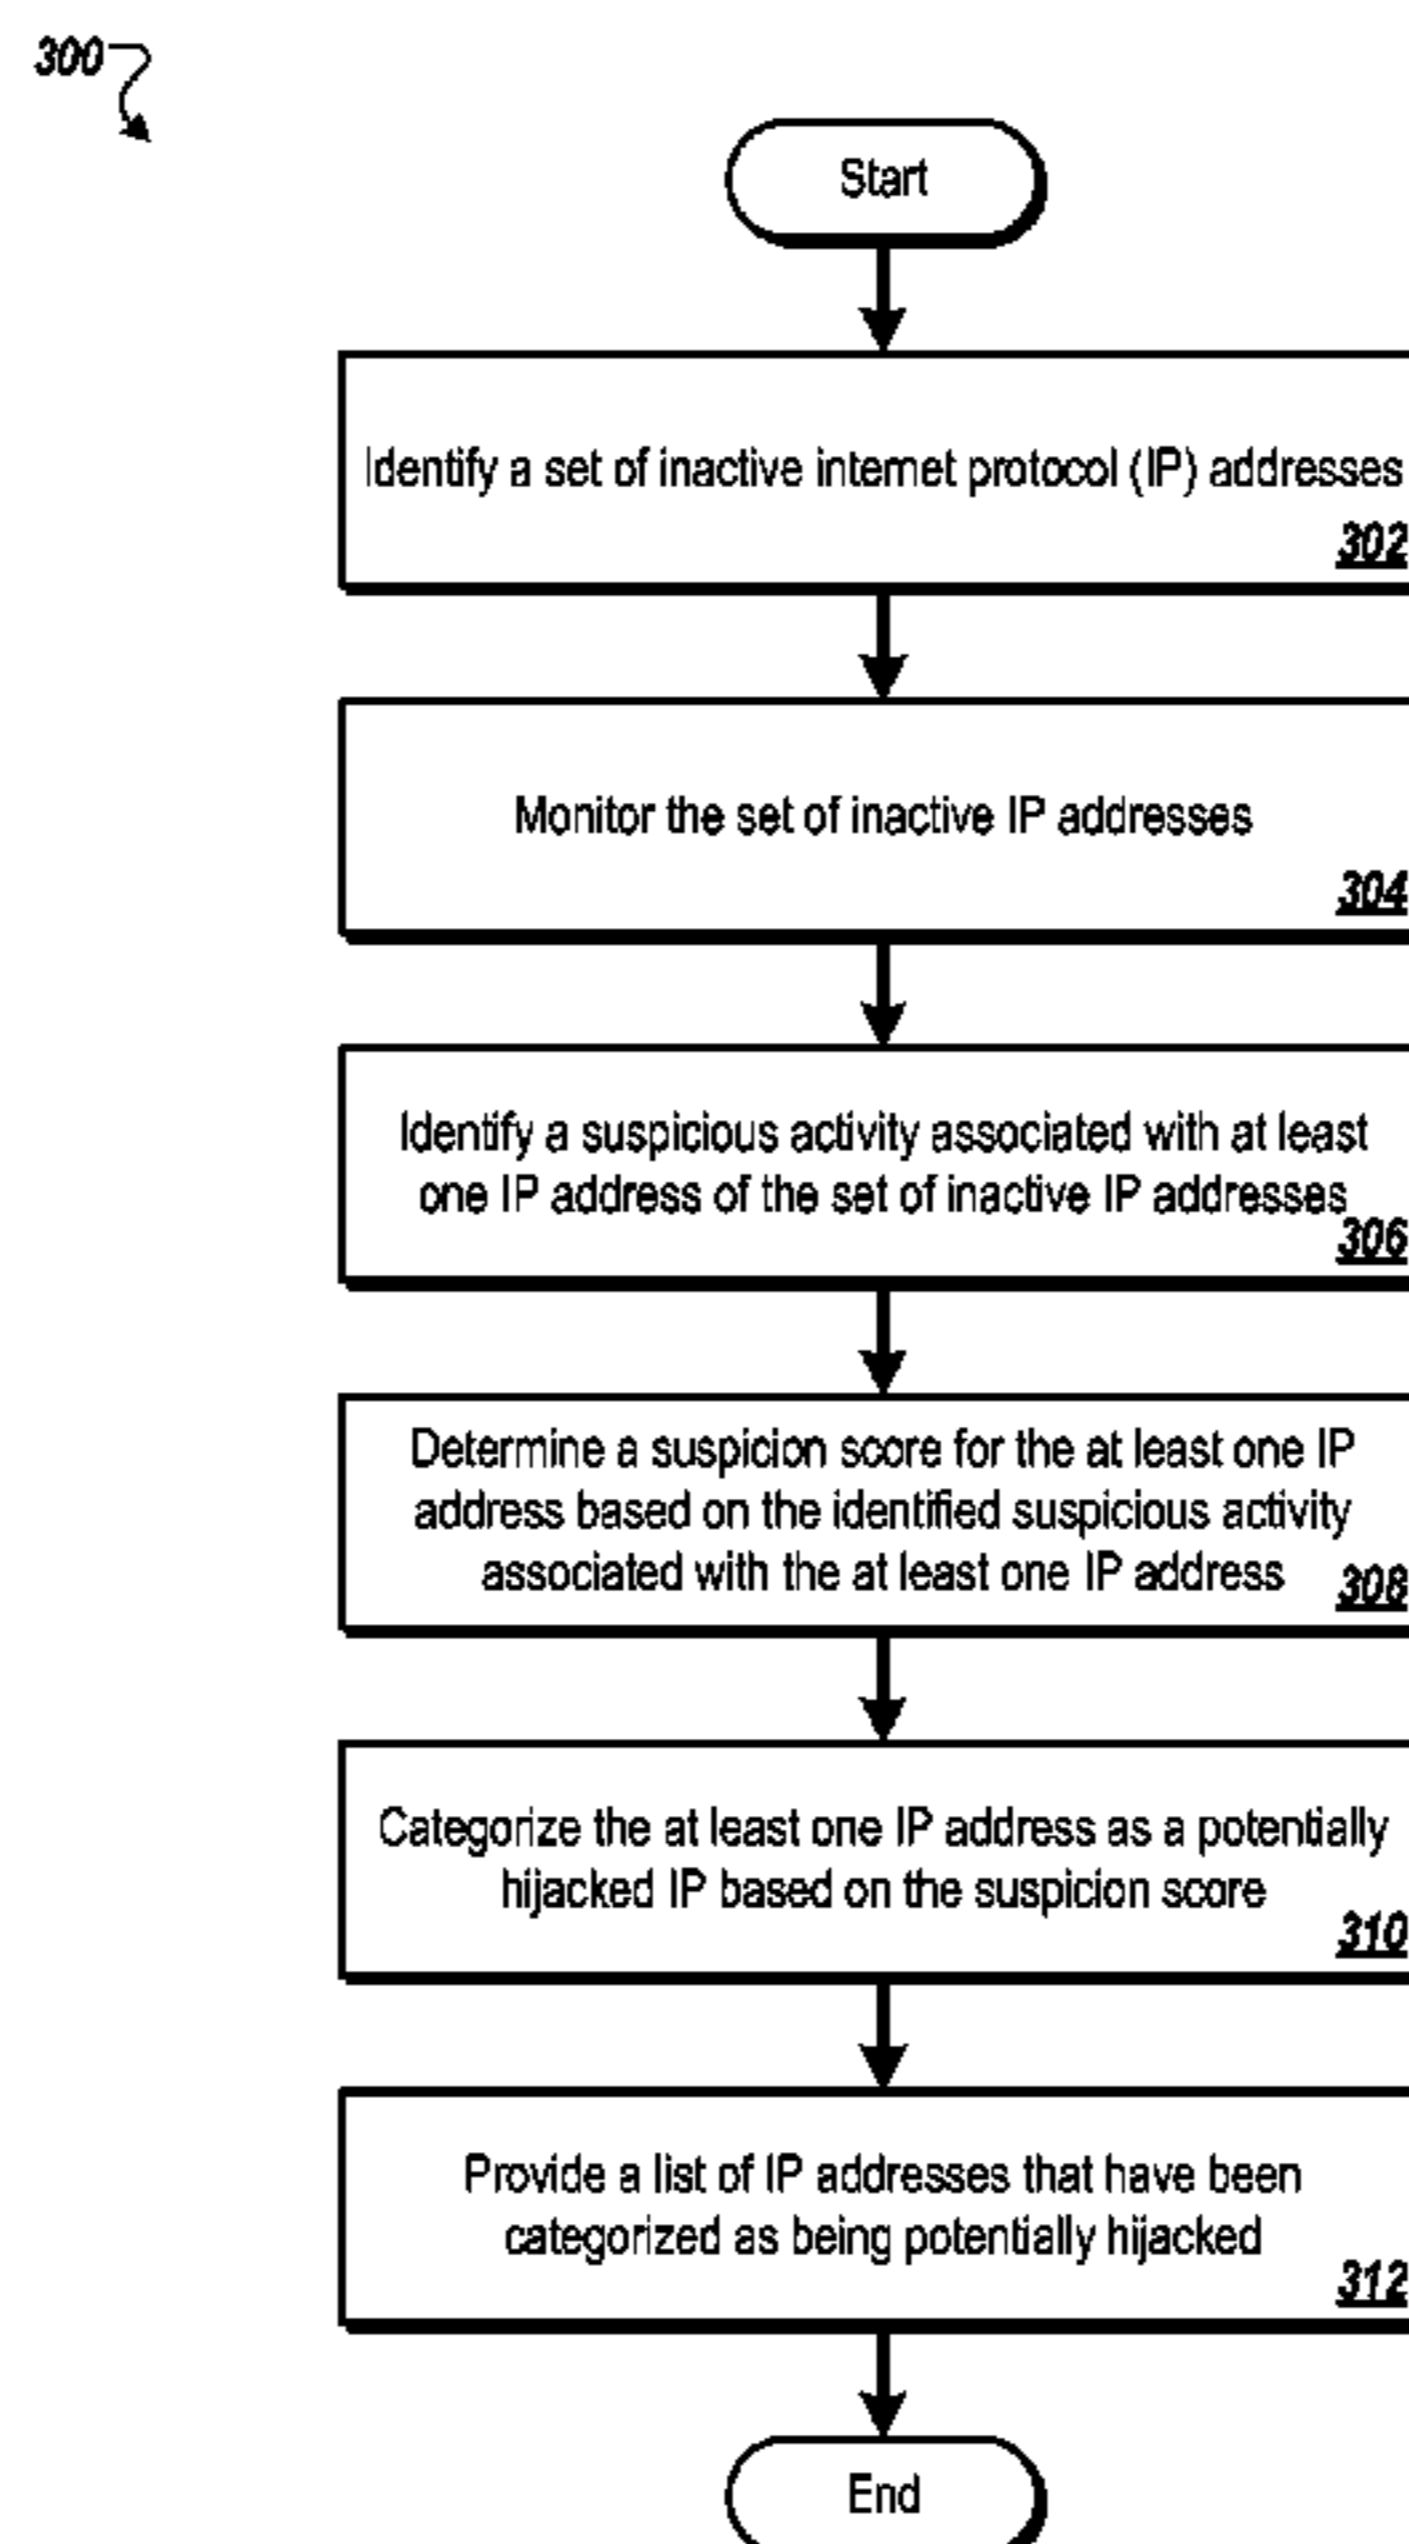 300
Start
Identify a set of inactive internet protocol (IP) addresses
302
Monitor the set of inactive IP addresses
304
Identify a suspicious activity associated with at least
one IP address of the set of inactive IP addresses
306
Determine a suspicion score for the at least one IP
address based on the identified suspicious activity
associated with the at least one IP address
308
Categorize the at least one IP address as a potentially
hijacked IP based on the suspicion score
310
Provide a list of IP addresses that have been
categorized as being potentially hijacked
312
End